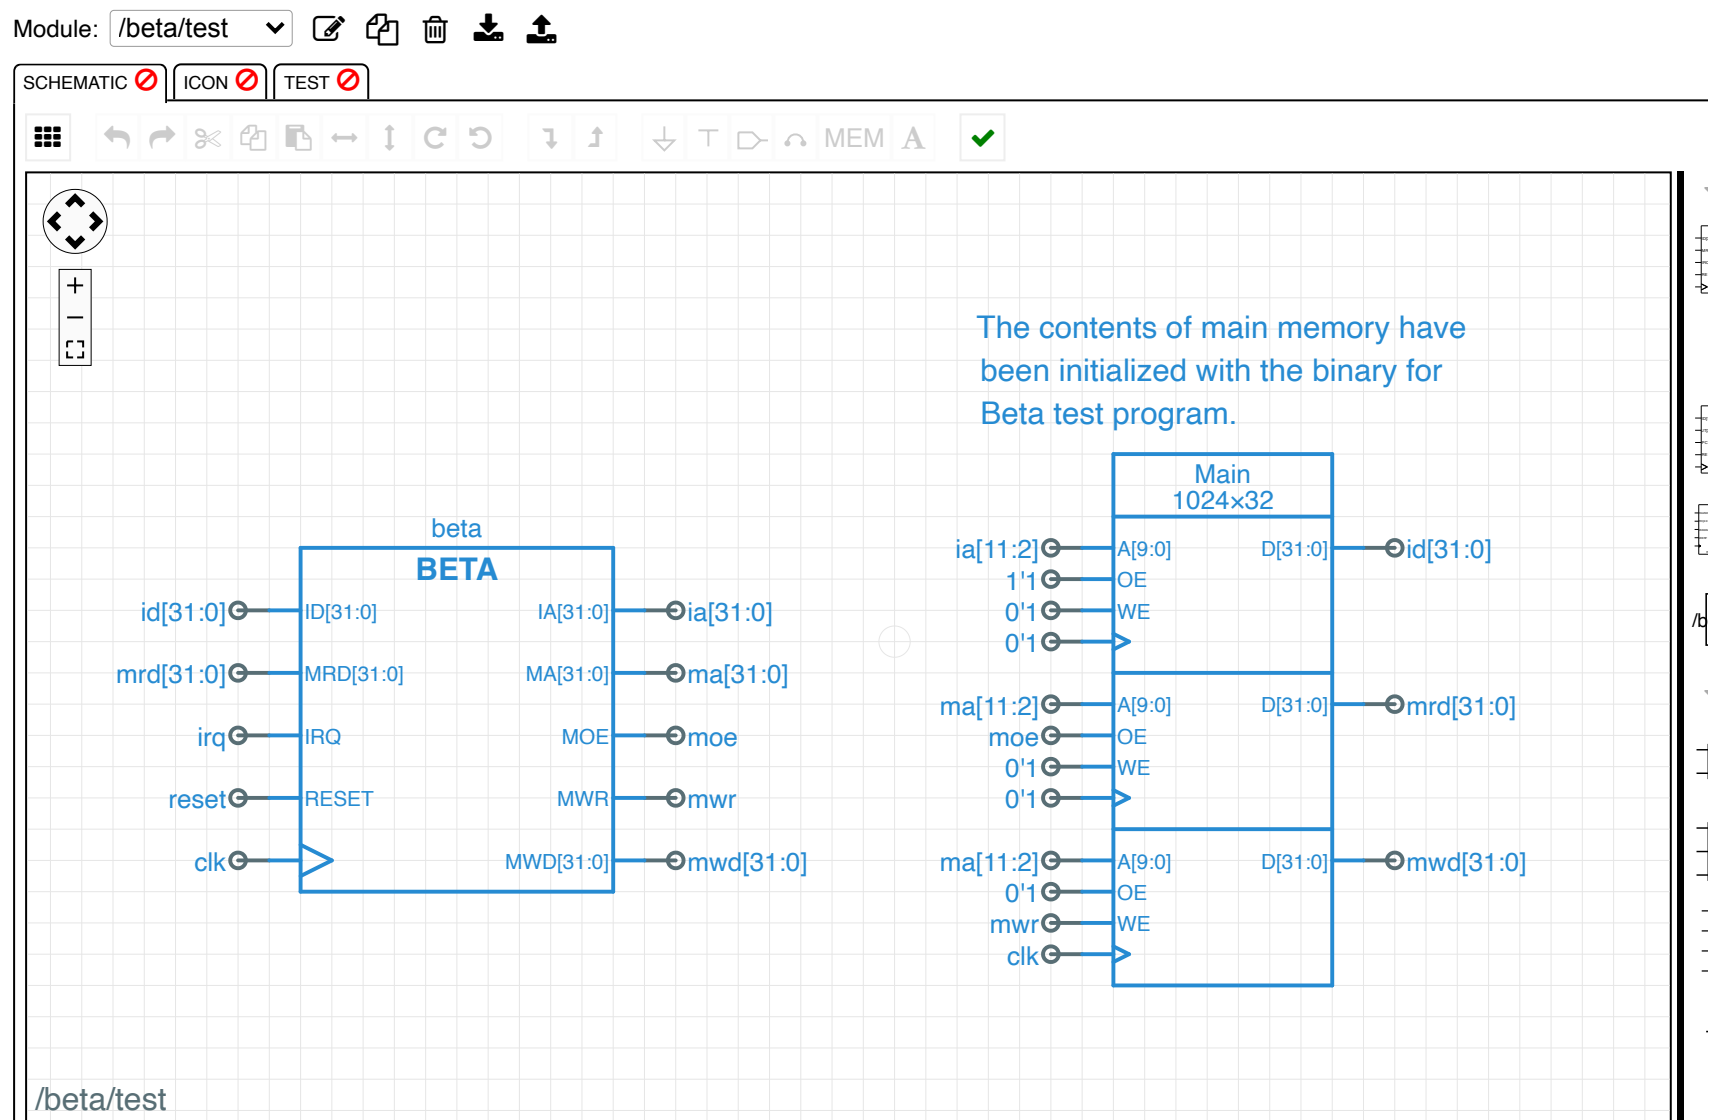 Module: /beta/test
SCHEMATIC ICON TEST
MEM A
The contents of main memory have
been initialized with the binary for
Beta test program.
beta
BETA
id[31:0] ID[31:0] IA[31:0] ia[31:0]
mrd[31:0] MRD[31:0] MA[31:0] ma[31:0]
irq IRQ MOE moe
reset RESET MWR mwr
clk MWD[31:0] mwd[31:0]
Main
1024×32
ia[11:2] A[9:0] D[31:0] id[31:0]
1'1 OE
0'1 WE
0'1
ma[11:2] A[9:0] D[31:0] mrd[31:0]
moe OE
0'1 WE
0'1
ma[11:2] A[9:0] D[31:0] mwd[31:0]
0'1 OE
mwr WE
clk
/beta/test